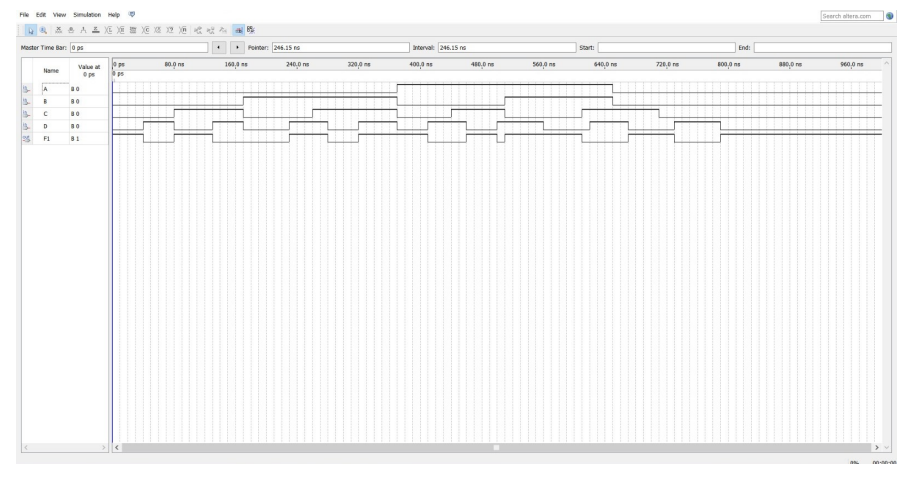 File Edit View Simulation Help
Search altera.com
Master Time Bar: 0 ps Pointer: 246.15 ns Interval: 246.15 ns Start: End:
Name Value at 0 ps
0 ps 80.0 ns 160.0 ns 240.0 ns 320.0 ns 400.0 ns 480.0 ns 560.0 ns 640.0 ns 720.0 ns 800.0 ns 880.0 ns 960.0 ns
0 ps
A B 0
B B 0
C B 0
D B 0
F1 B 1
0% 00:00:00